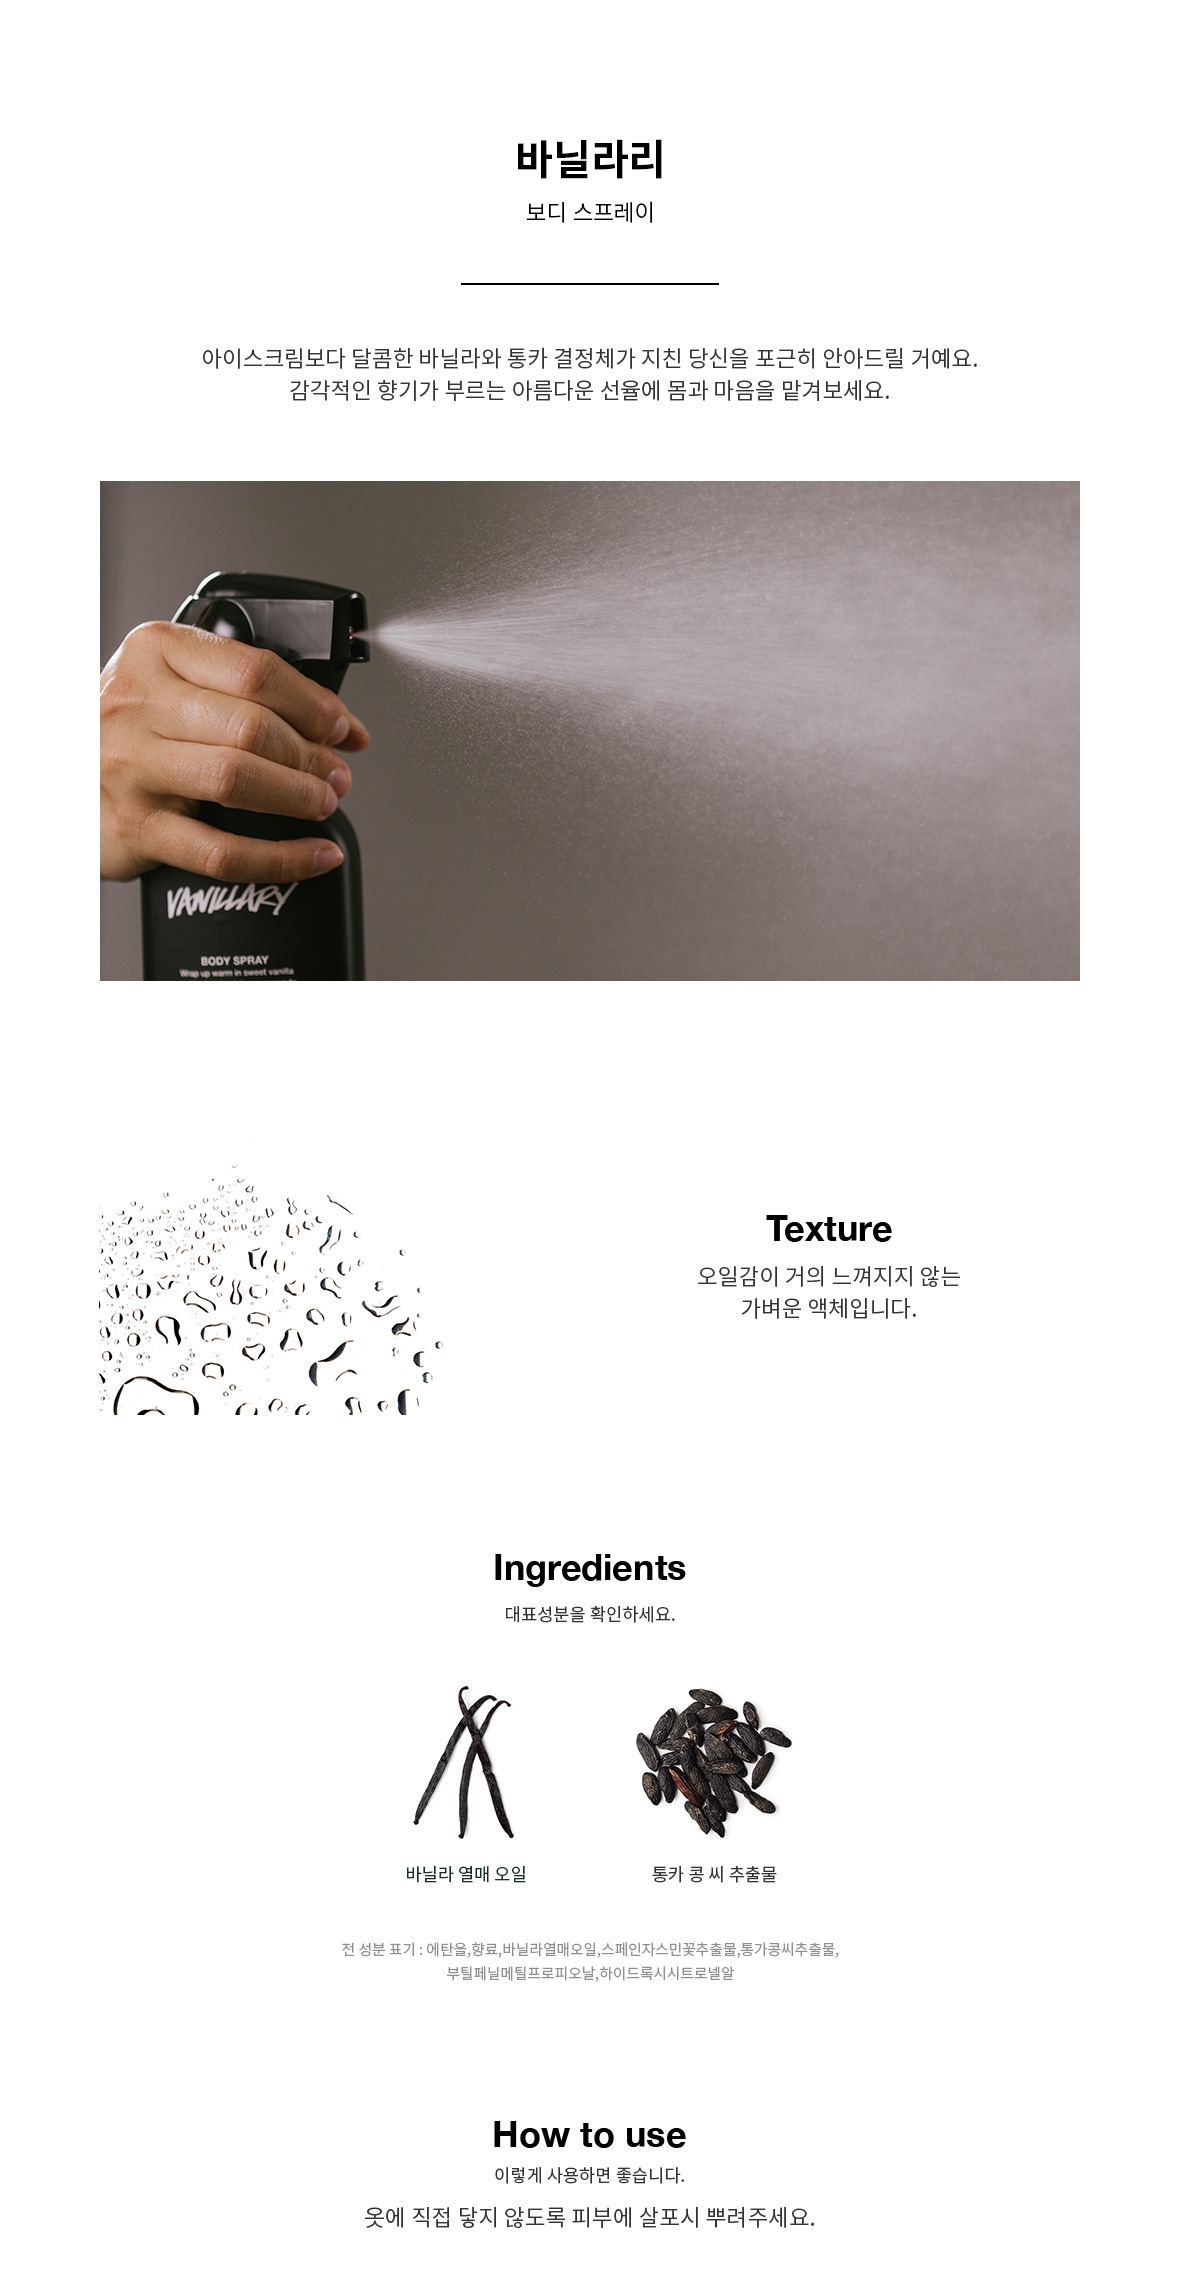 바닐라리
보디 스프레이
아이스크림보다 달콤한 바닐라와 통카 결정체가 지친 당신을 포근히 안아드릴 거예요.
감각적인 향기가 부르는 아름다운 선율에 몸과 마음을 맡겨보세요.
VANILLARY
BODY SPRAY
Wrap up warm in sweet vanilla
Texture
오일감이 거의 느껴지지 않는
가벼운 액체입니다.
Ingredients
대표성분을 확인하세요.
바닐라 열매 오일
통카 콩 씨 추출물
전 성분 표기 : 에탄올,향료,바닐라열매오일,스페인자스민꽃추출물,통가콩씨추출물,
부틸페닐메틸프로피오날,하이드록시시트로넬알
How to use
이렇게 사용하면 좋습니다.
옷에 직접 닿지 않도록 피부에 살포시 뿌려주세요.